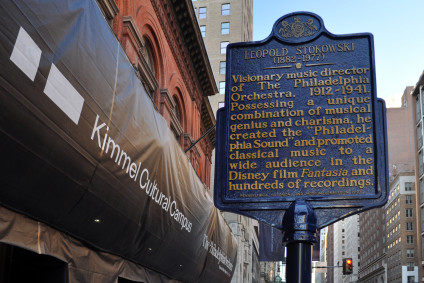 LEOPOLD STOKOWSKI
(1882-1977)
Visionary music director
of The Philadelphia
Orchestra, 1912-1941.
Possessing a unique
combination of musical
genius and charisma, he
created the "Philadel-
phia Sound" and promoted
classical music to a
wide audience in the
Disney film Fantasia and
hundreds of recordings.
Kimmel Cultural Campus